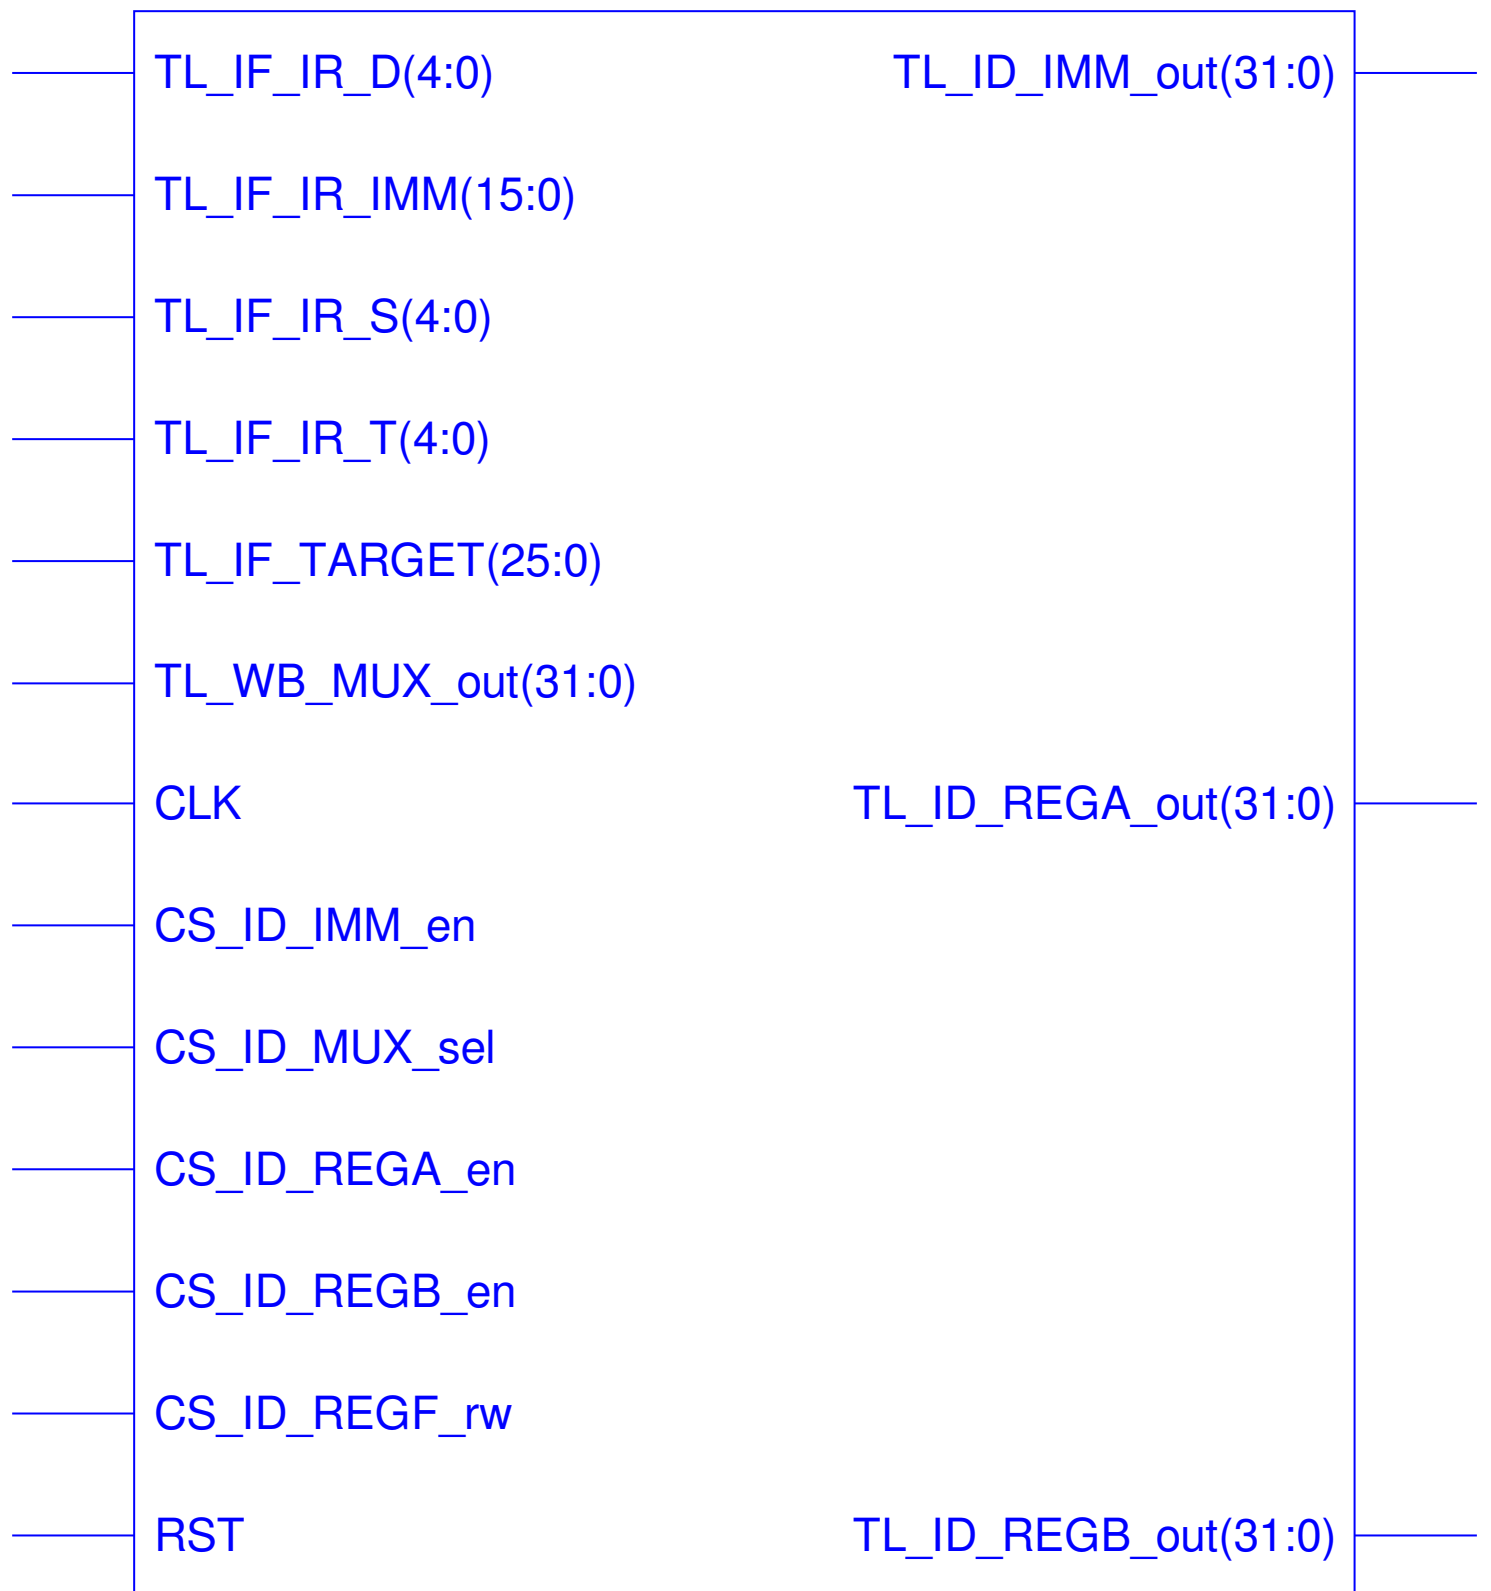 TL_IF_IR_D(4:0)
TL_ID_IMM_out(31:0)
TL_IF_IR_IMM(15:0)
TL_IF_IR_S(4:0)
TL_IF_IR_T(4:0)
TL_IF_TARGET(25:0)
TL_WB_MUX_out(31:0)
CLK
TL_ID_REGA_out(31:0)
CS_ID_IMM_en
CS_ID_MUX_sel
CS_ID_REGA_en
CS_ID_REGB_en
CS_ID_REGF_rw
RST
TL_ID_REGB_out(31:0)